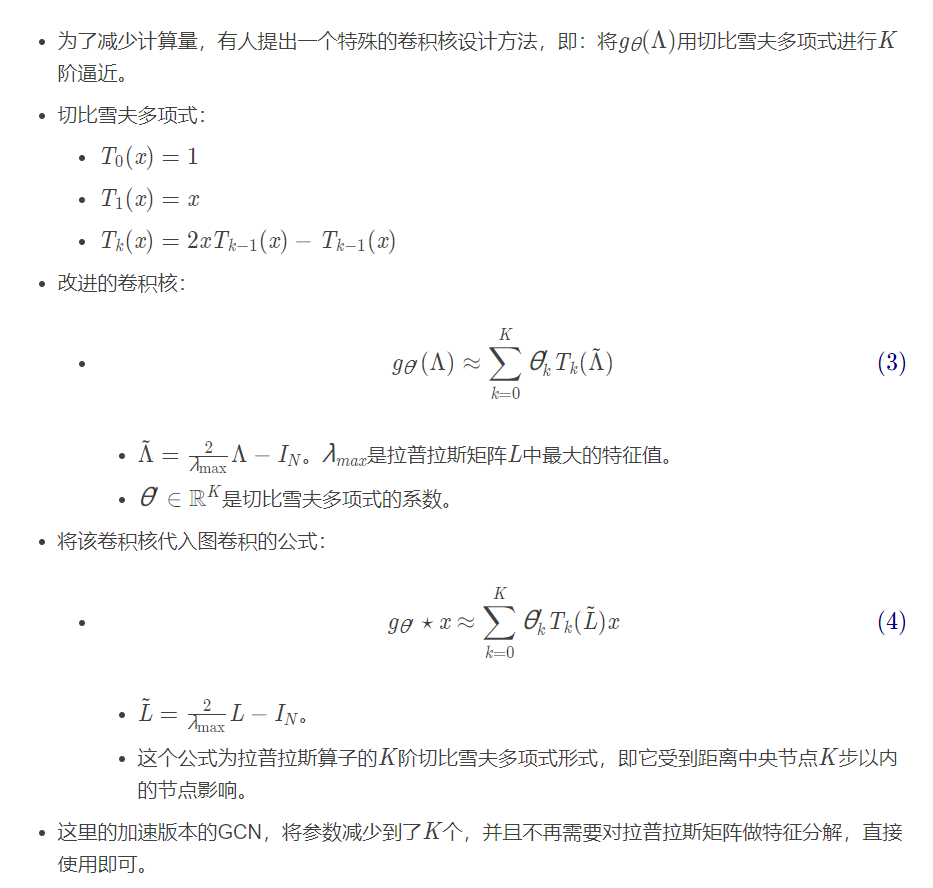 • 为了减少计算量，有人提出一个特殊的卷积核设计方法，即：将$g_\theta(\Lambda)$用切比雪夫多项式进行$K$
阶逼近。
• 切比雪夫多项式：
• $T_0(x) = 1$
• $T_1(x) = x$
• $T_k(x) = 2xT_{k-1}(x) - T_{k-1}(x)$
• 改进的卷积核：
• $g_{\theta'}(\Lambda) \approx \sum_{k=0}^{K} \theta'_k T_k(\tilde{\Lambda})$ (3)
• $\tilde{\Lambda} = \frac{2}{\lambda_{\max}}\Lambda - I_N$。$\lambda_{max}$是拉普拉斯矩阵$L$中最大的特征值。
• $\theta' \in \mathbb{R}^K$是切比雪夫多项式的系数。
• 将该卷积核代入图卷积的公式：
• $g_{\theta'} \star x \approx \sum_{k=0}^{K} \theta'_k T_k(\tilde{L})x$ (4)
• $\tilde{L} = \frac{2}{\lambda_{\max}}L - I_N$。
• 这个公式为拉普拉斯算子的$K$阶切比雪夫多项式形式，即它受到距离中央节点$K$步以内
的节点影响。
• 这里的加速版本的GCN，将参数减少到了$K$个，并且不再需要对拉普拉斯矩阵做特征分解，直接
使用即可。